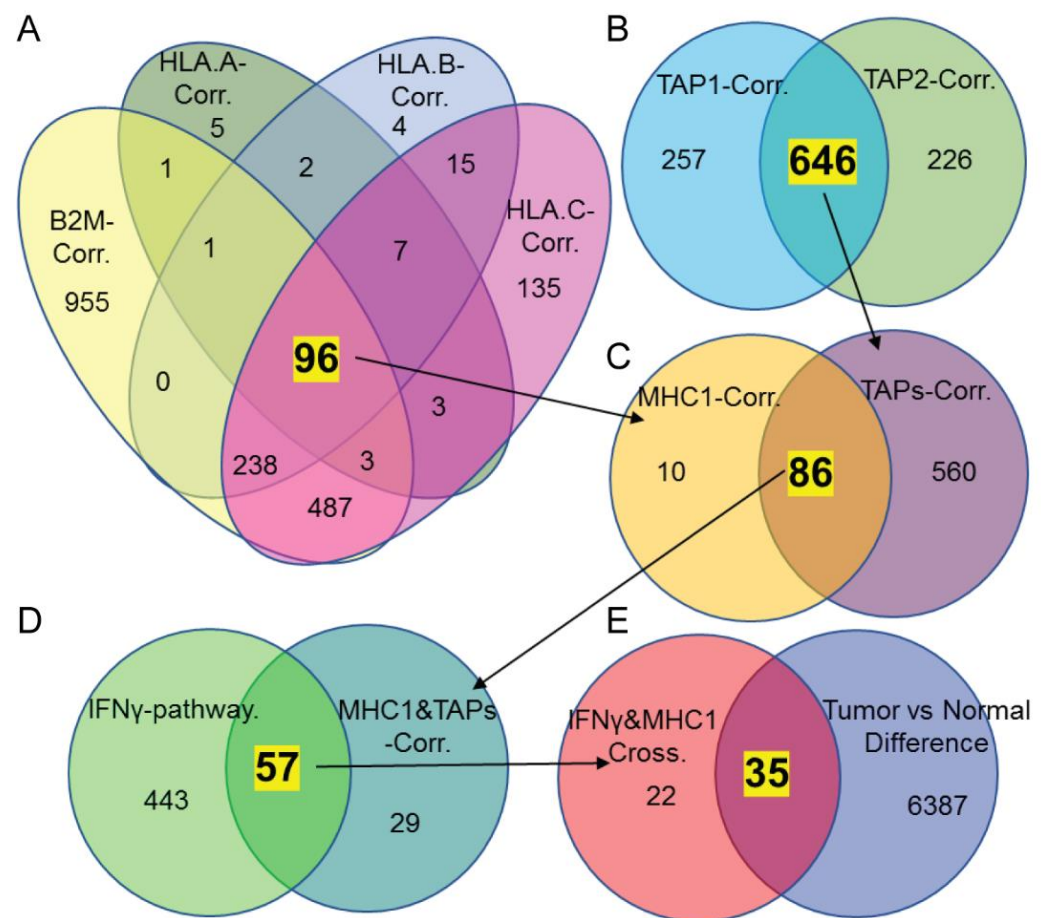 A
HLA.A-
Corr.
5
HLA.B-
Corr.
4
1
2
15
B2M-
Corr.
955
1
7
HLA.C-
Corr.
135
96
0
3
238
3
487
B
TAP1-Corr.
TAP2-Corr.
257
646
226
C
MHC1-Corr.
TAPs-Corr.
10
86
560
D
IFNγ-pathway.
MHC1&TAPs
-Corr.
443
57
29
E
IFNγ&MHC1
Cross.
Tumor vs Normal
Difference
22
35
6387